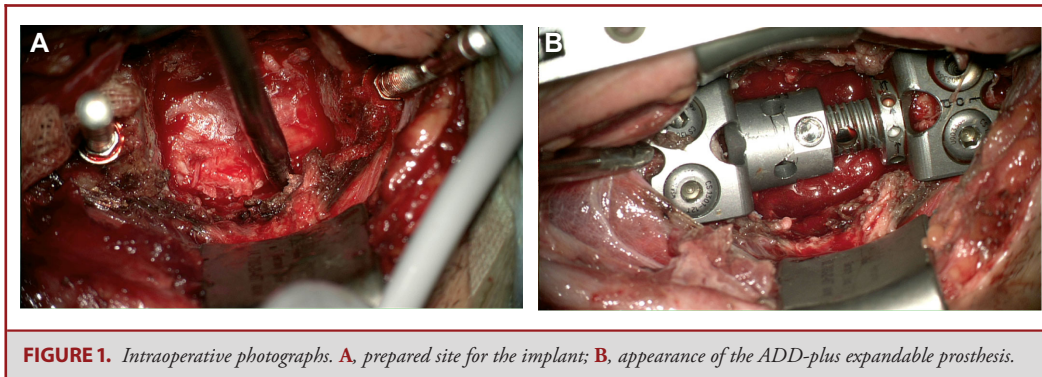 A
B
FIGURE 1. Intraoperative photographs. A, prepared site for the implant; B, appearance of the ADD-plus expandable prosthesis.